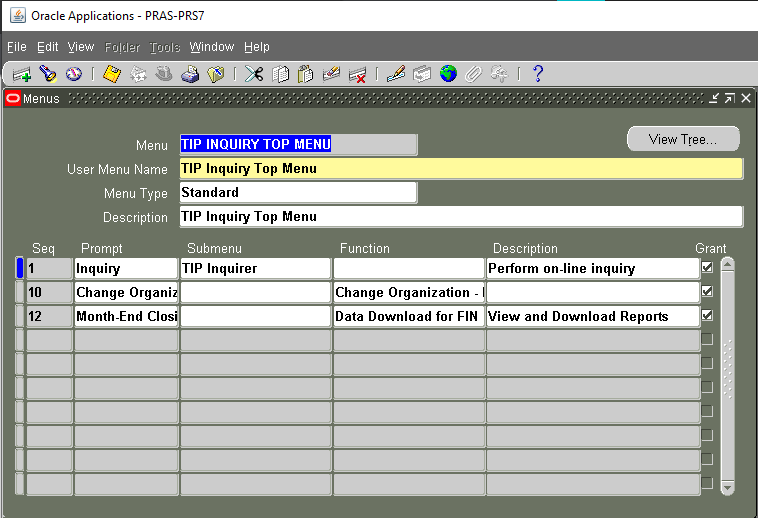 Oracle Applications - PRAS-PRS7
File Edit View Folder Tools Window Help
Menus
Menu TIP INQUIRY TOP MENU View Tree...
User Menu Name TIP Inquiry Top Menu
Menu Type Standard
Description TIP Inquiry Top Menu
Seq Prompt Submenu Function Description Grant
1 Inquiry TIP Inquirer Perform on-line inquiry
10 Change Organiz Change Organization -
12 Month-End Closi Data Download for FIN View and Download Reports